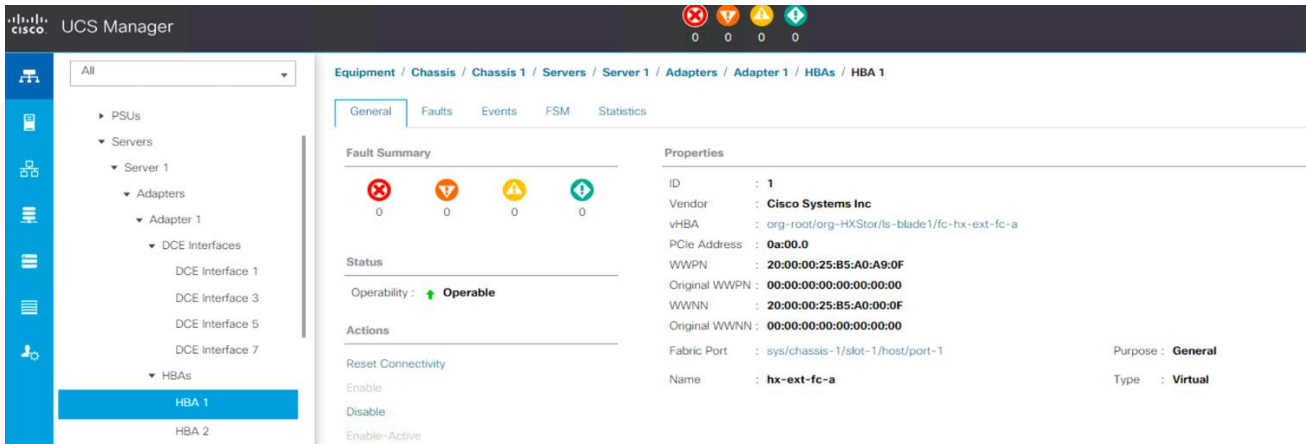 cisco. UCS Manager
0 0 0 0
All
PSUs
Servers
Server 1
Adapters
Adapter 1
DCE Interfaces
DCE Interface 1
DCE Interface 3
DCE Interface 5
DCE Interface 7
HBAs
HBA 1
HBA 2
Equipment / Chassis / Chassis 1 / Servers / Server 1 / Adapters / Adapter 1 / HBAs / HBA 1
General Faults Events FSM Statistics
Fault Summary
0 0 0 0
Status
Operability : Operable
Actions
Reset Connectivity
Enable
Disable
Enable-Active
Properties
ID : 1
Vendor : Cisco Systems Inc
vHBA : org-root/org-HXStor/ls-blade1/fc-hx-ext-fc-a
PCIe Address : 0a:00.0
WWPN : 20:00:00:25:B5:A0:A9:0F
Original WWPN : 00:00:00:00:00:00:00:00
WWNN : 20:00:00:25:B5:A0:00:0F
Original WWNN : 00:00:00:00:00:00:00:00
Fabric Port : sys/chassis-1/slot-1/host/port-1 Purpose : General
Name : hx-ext-fc-a Type : Virtual